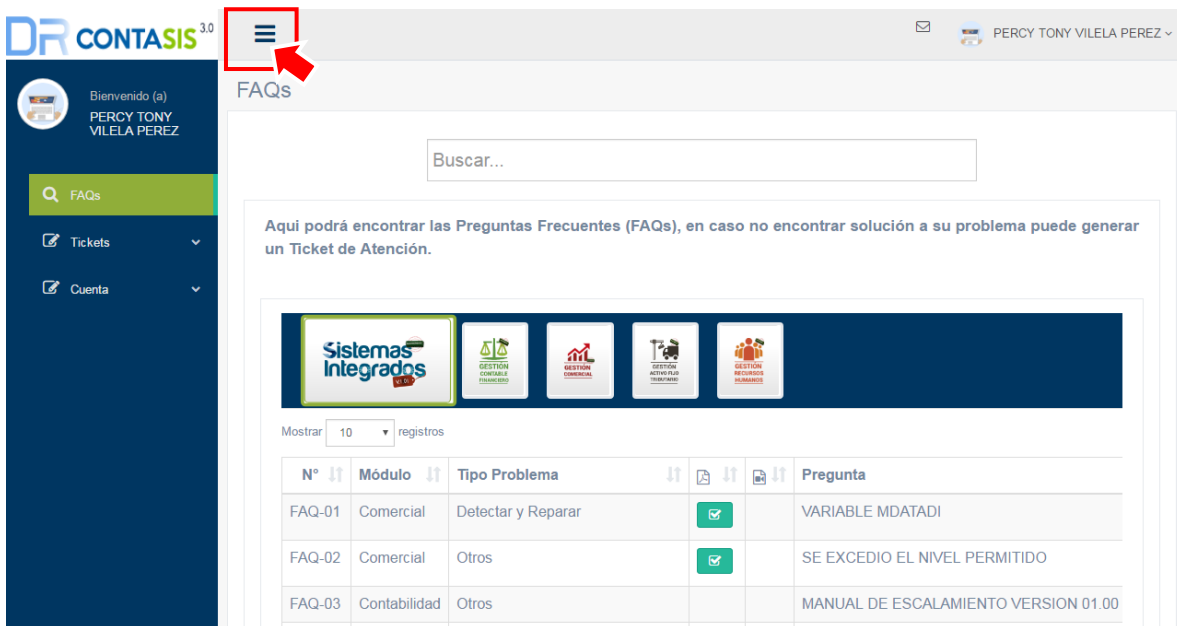 DR CONTASIS 3.0
PERCY TONY VILELA PEREZ
Bienvenido (a)
PERCY TONY
VILELA PEREZ
FAQs
Tickets
Cuenta
FAQs
Buscar...
Aqui podrá encontrar las Preguntas Frecuentes (FAQs), en caso no encontrar solución a su problema puede generar
un Ticket de Atención.
Sistemas
Integrados
GESTIÓN
CONTABLE
FINANCIERO
GESTIÓN
COMERCIAL
GESTIÓN
ACTIVO FIJO
TRIBUTARIO
GESTIÓN
RECURSOS
HUMANOS
Mostrar 10 registros
N° Módulo Tipo Problema Pregunta
FAQ-01 Comercial Detectar y Reparar VARIABLE MDATADI
FAQ-02 Comercial Otros SE EXCEDIO EL NIVEL PERMITIDO
FAQ-03 Contabilidad Otros MANUAL DE ESCALAMIENTO VERSION 01.00